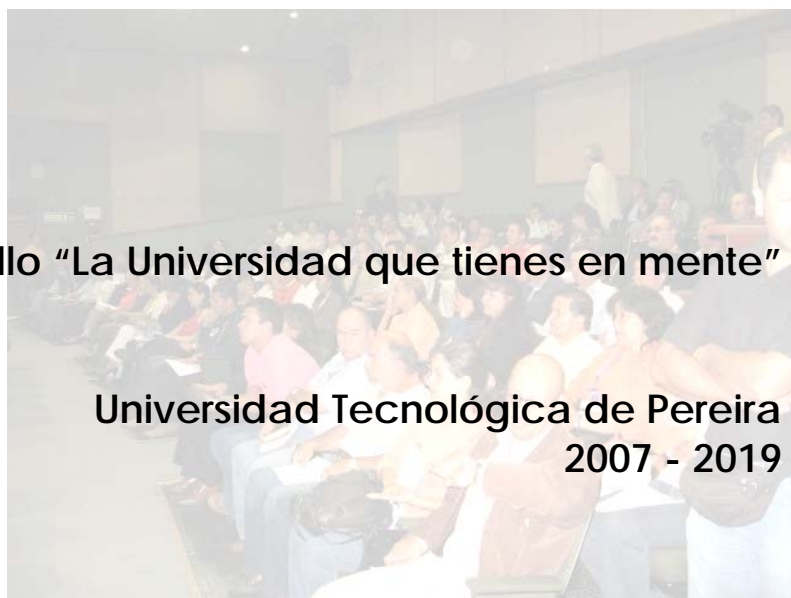 llo “La Universidad que tienes en mente”
Universidad Tecnológica de Pereira
2007 - 2019